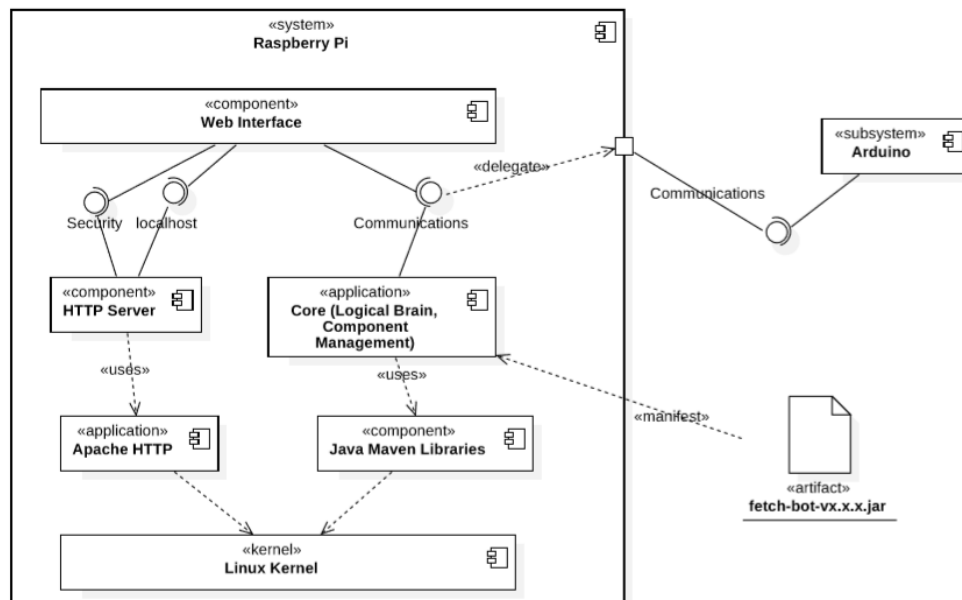 «system»
Raspberry Pi
«component»
Web Interface
«delegate»
«subsystem»
Arduino
Security
localhost
Communications
Communications
«component»
HTTP Server
«application»
Core (Logical Brain,
Component
Management)
«uses»
«uses»
«manifest»
«application»
Apache HTTP
«component»
Java Maven Libraries
«artifact»
fetch-bot-vx.x.x.jar
«kernel»
Linux Kernel